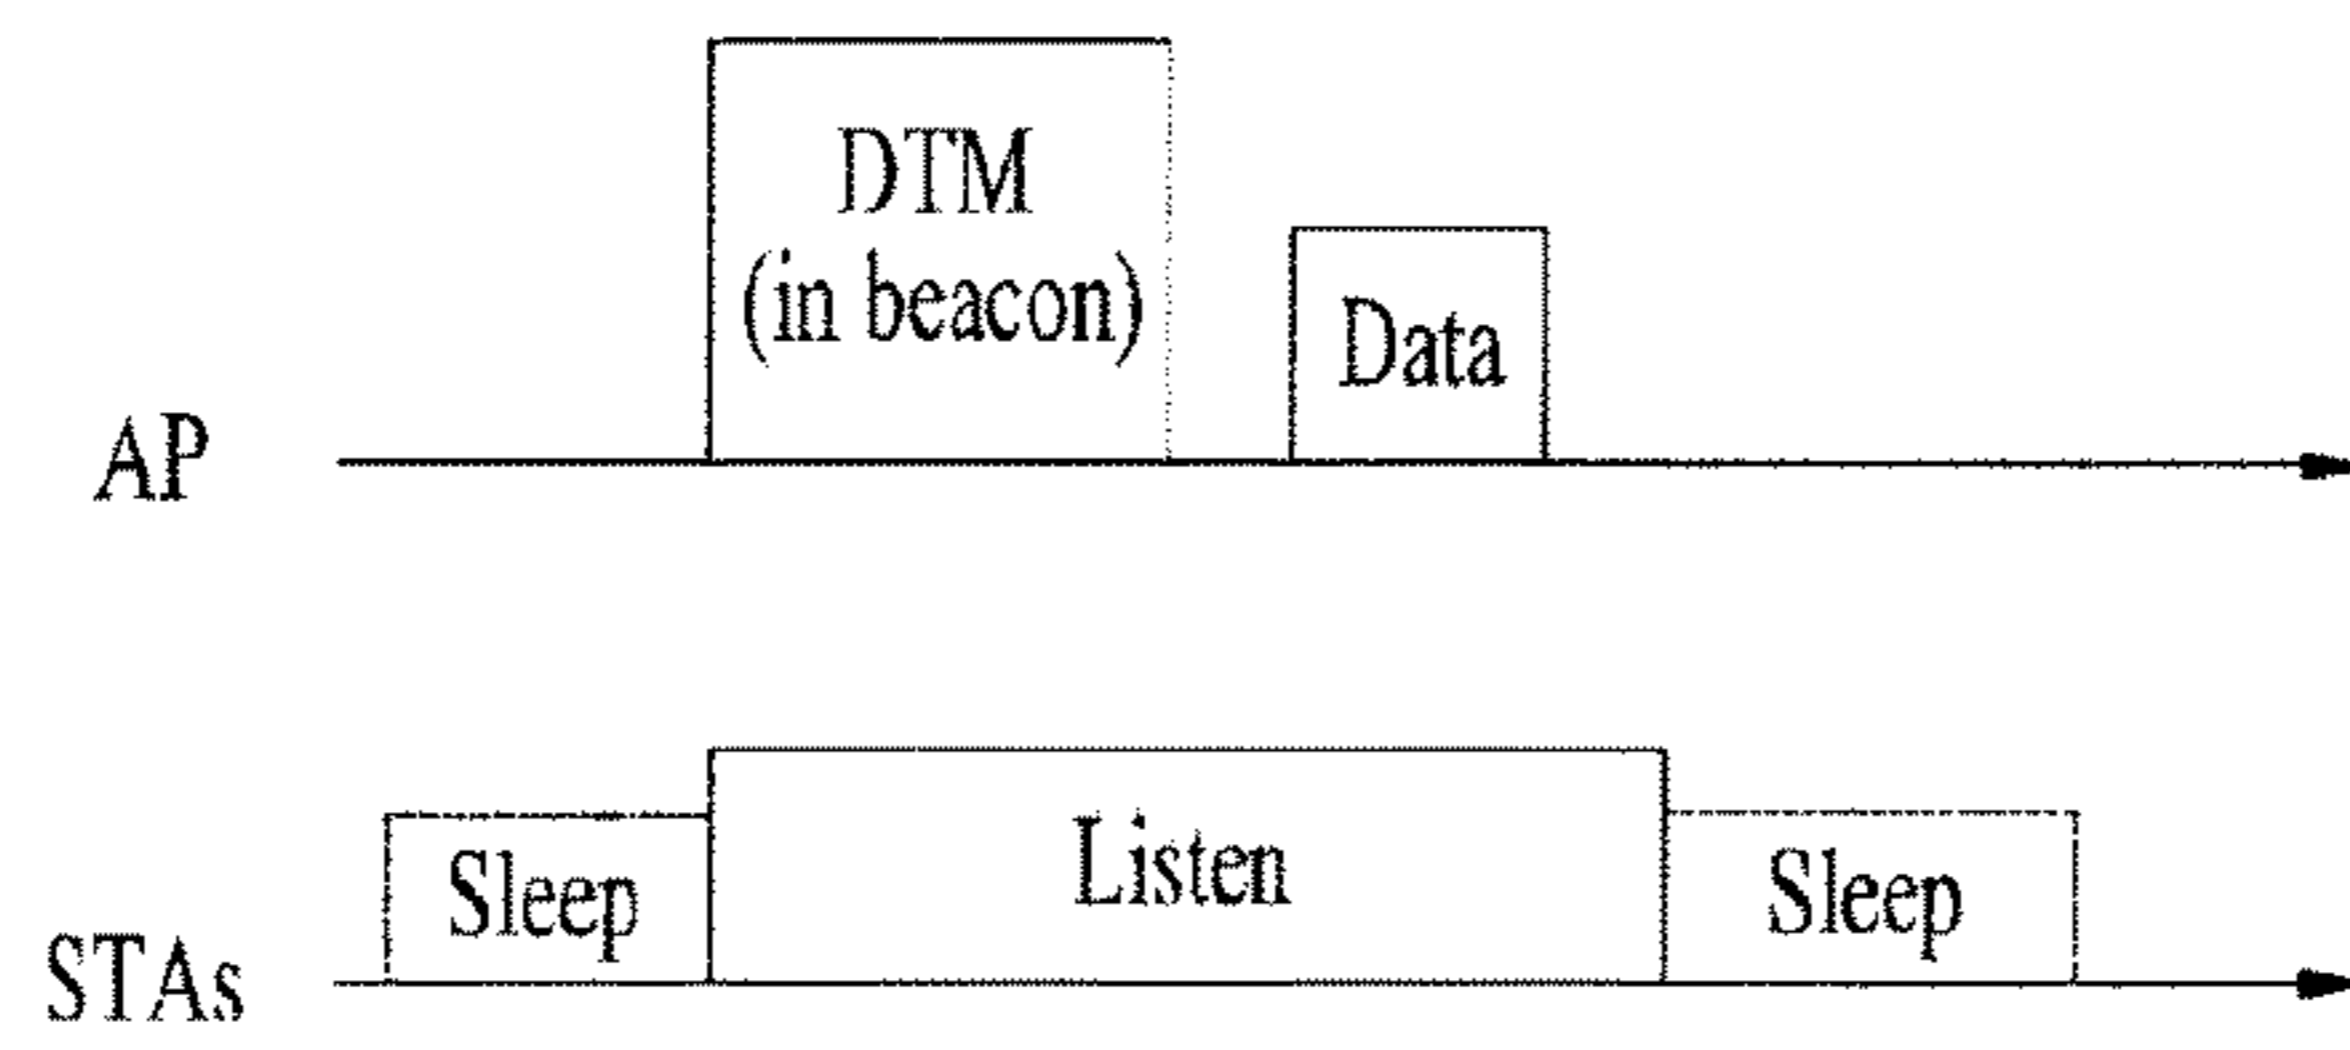 DTM
(in beacon)
Data
AP
Listen
Sleep
Sleep
STAs